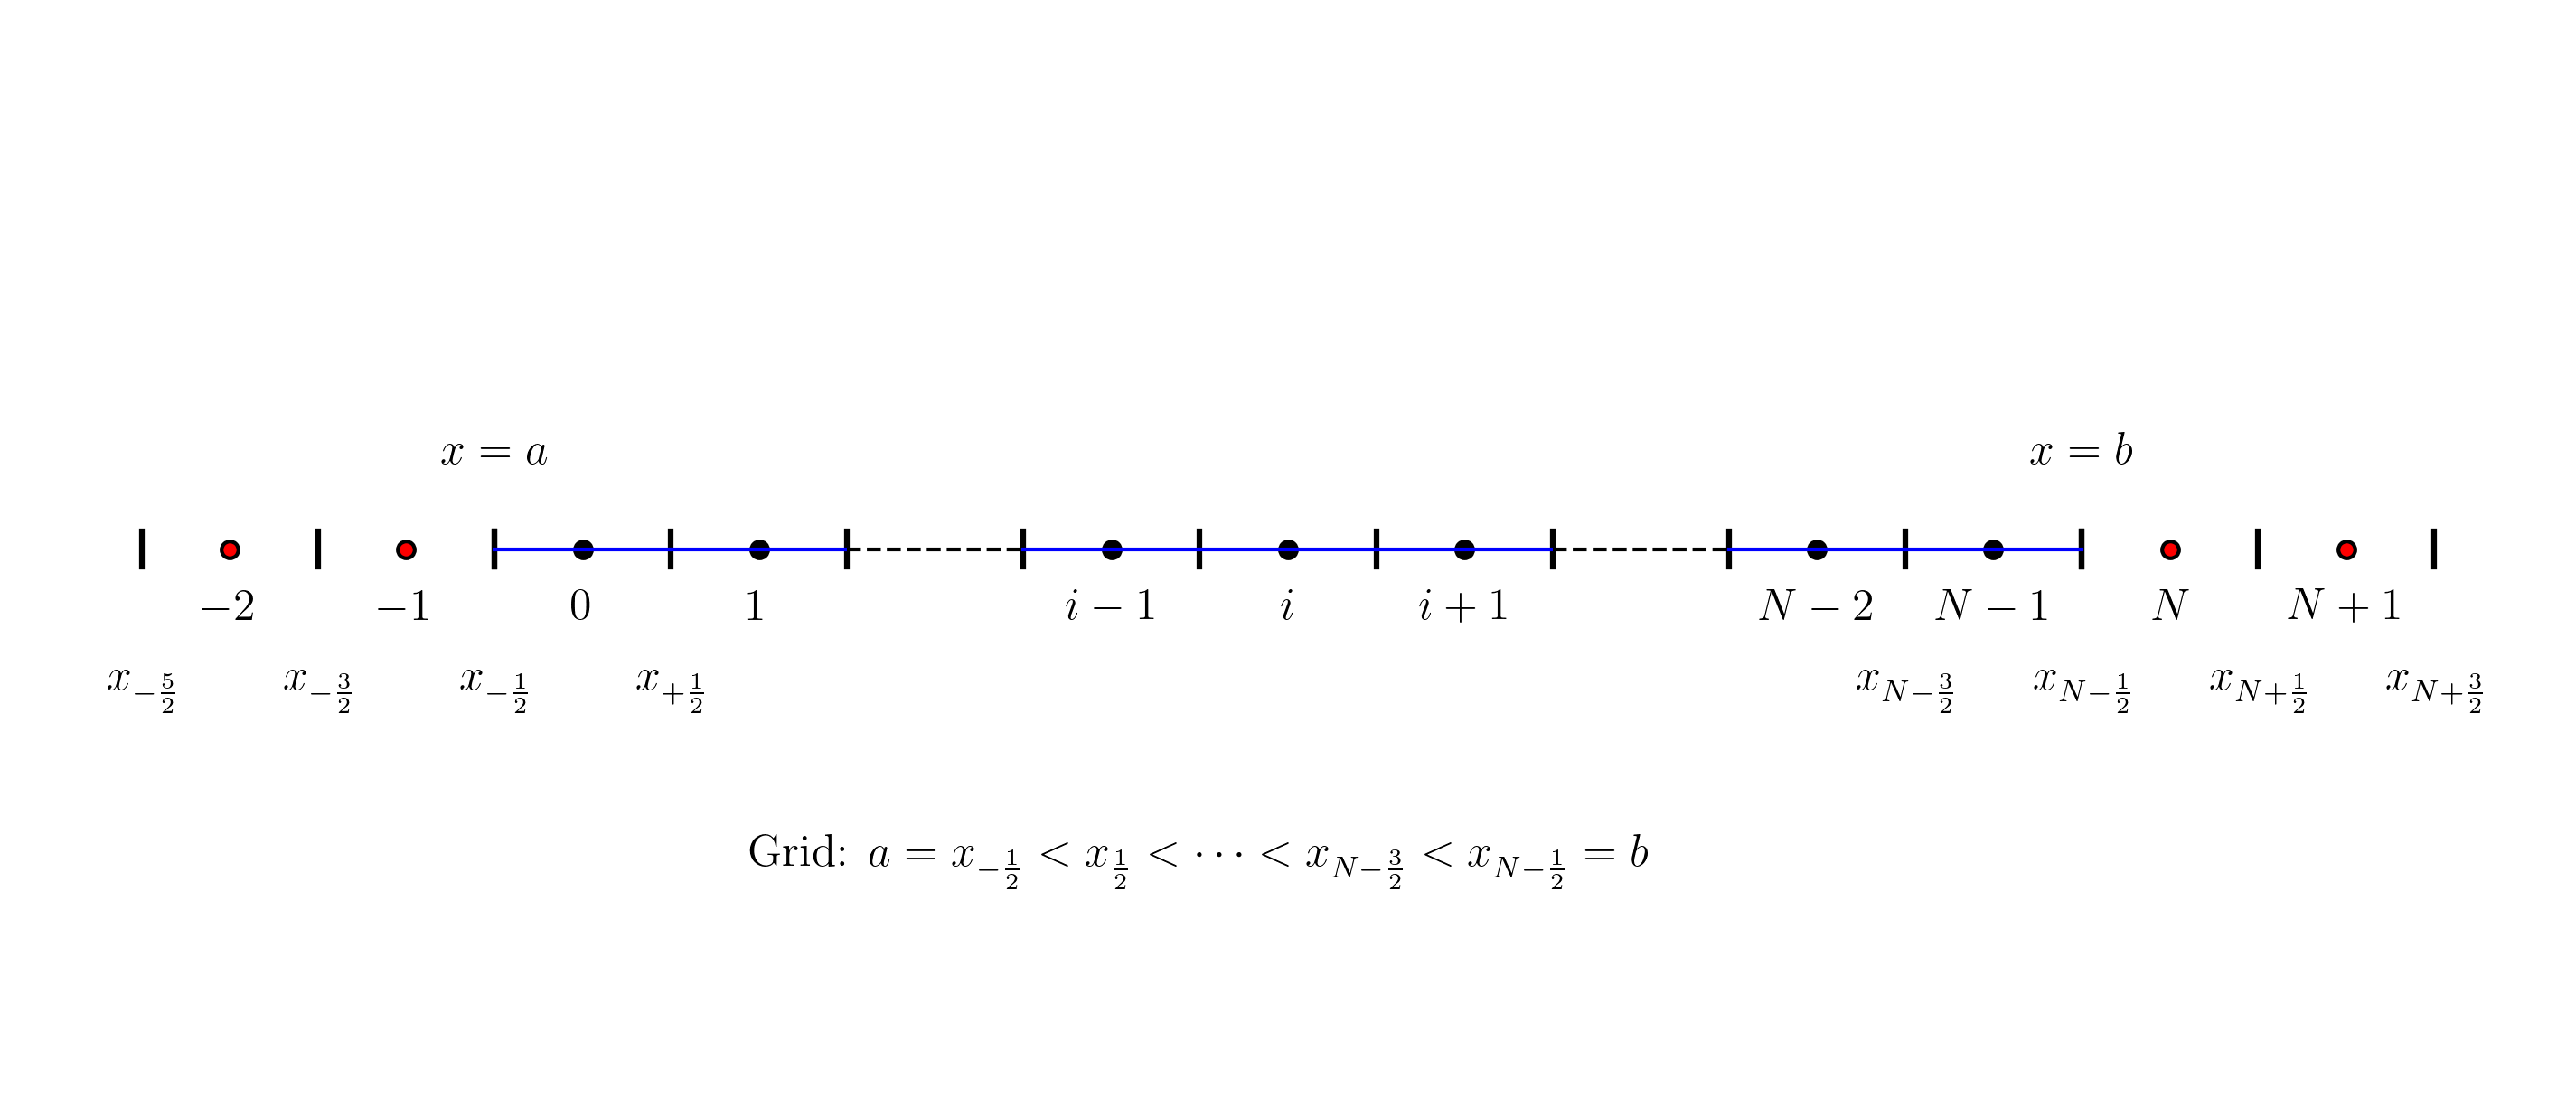 x = a x = b
−2 −1 0 1 i − 1 i i + 1 N − 2 N − 1 N N + 1
x_{−\frac{5}{2}} x_{−\frac{3}{2}} x_{−\frac{1}{2}} x_{+\frac{1}{2}} x_{N−\frac{3}{2}} x_{N−\frac{1}{2}} x_{N+\frac{1}{2}} x_{N+\frac{3}{2}}
Grid: a = x_{−\frac{1}{2}} < x_{\frac{1}{2}} < ⋯ < x_{N−\frac{3}{2}} < x_{N−\frac{1}{2}} = b